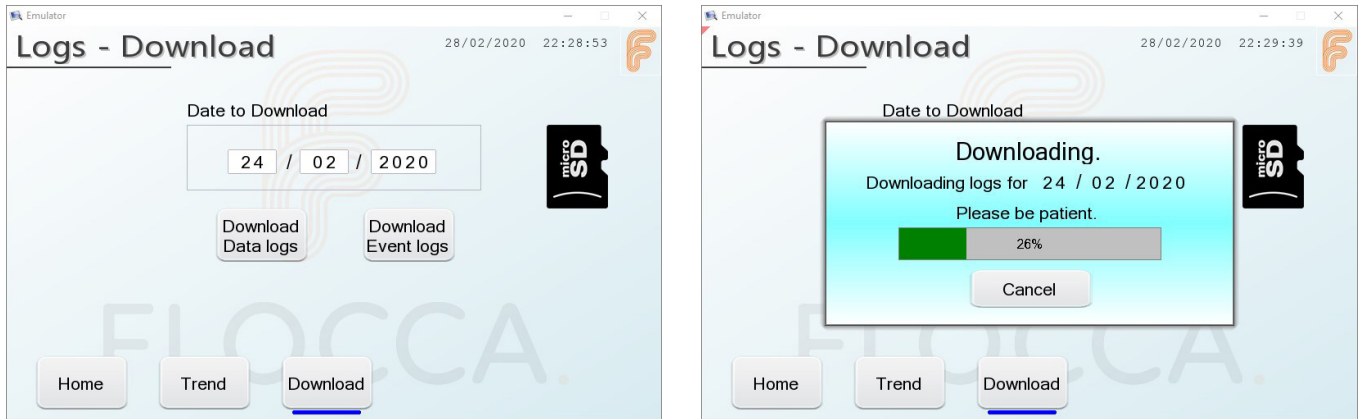 Emulator
Logs - Download
28/02/2020 22:28:53
Date to Download
24 / 02 / 2020
micro
SD
Download
Data logs
Download
Event logs
FLOCCA.
Home
Trend
Download
Emulator
Logs - Download
28/02/2020 22:29:39
Date to Download
Downloading.
Downloading logs for 24 / 02 / 2020
Please be patient.
26%
Cancel
micro
SD
FLOCCA.
Home
Trend
Download